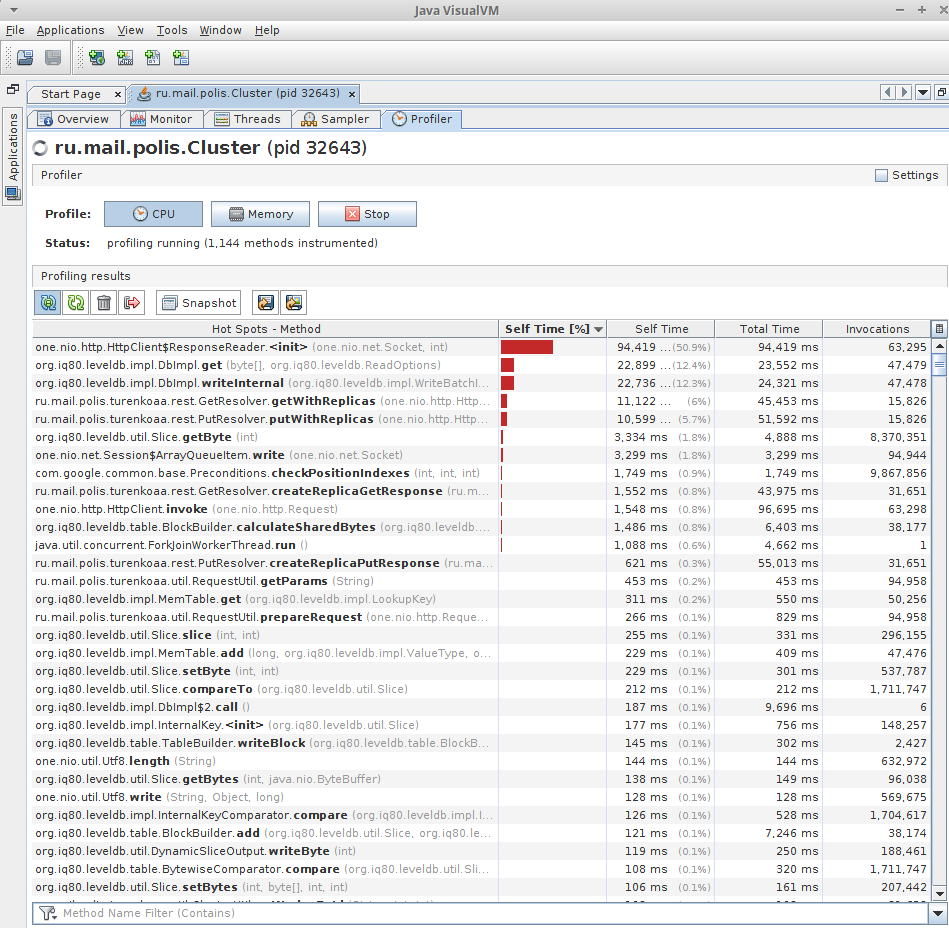 Java VisualVM
File Applications View Tools Window Help
Start Page × ru.mail.polis.Cluster (pid 32643) ×
Applications
Overview Monitor Threads Sampler Profiler
ru.mail.polis.Cluster (pid 32643)
Profiler Settings
Profile: CPU Memory Stop
Status: profiling running (1,144 methods instrumented)
Profiling results
Snapshot
Hot Spots - Method Self Time [%] Self Time Total Time Invocations
one.nio.http.HttpClient$ResponseReader.<init> (one.nio.net.Socket, int) 94,419 ... (50.9%) 94,419 ms 63,295
org.iq80.leveldb.impl.DbImpl.get (byte[], org.iq80.leveldb.ReadOptions) 22,899 ... (12.4%) 23,552 ms 47,479
org.iq80.leveldb.impl.DbImpl.writeInternal (org.iq80.leveldb.impl.WriteBatchI... 22,736 ... (12.3%) 24,321 ms 47,478
ru.mail.polis.turenkoaa.rest.GetResolver.getWithReplicas (one.nio.http.Http... 11,122 ... (6%) 45,453 ms 15,826
ru.mail.polis.turenkoaa.rest.PutResolver.putWithReplicas (one.nio.http.Http... 10,599 ... (5.7%) 51,592 ms 15,826
org.iq80.leveldb.util.Slice.getByte (int) 3,334 ms (1.8%) 4,888 ms 8,370,351
one.nio.net.Session$ArrayQueueItem.write (one.nio.net.Socket) 3,299 ms (1.8%) 3,299 ms 94,944
com.google.common.base.Preconditions.checkPositionIndexes (int, int, int) 1,749 ms (0.9%) 1,749 ms 9,867,856
ru.mail.polis.turenkoaa.rest.GetResolver.createReplicaGetResponse (ru.m... 1,552 ms (0.8%) 43,975 ms 31,651
one.nio.http.HttpClient.invoke (one.nio.http.Request) 1,548 ms (0.8%) 96,695 ms 63,298
org.iq80.leveldb.table.BlockBuilder.calculateSharedBytes (org.iq80.leveldb.... 1,486 ms (0.8%) 6,403 ms 38,177
java.util.concurrent.ForkJoinWorkerThread.run () 1,088 ms (0.6%) 4,662 ms 1
ru.mail.polis.turenkoaa.rest.PutResolver.createReplicaPutResponse (ru.ma... 621 ms (0.3%) 55,013 ms 31,651
ru.mail.polis.turenkoaa.util.RequestUtil.getParams (String) 453 ms (0.2%) 453 ms 94,958
org.iq80.leveldb.impl.MemTable.get (org.iq80.leveldb.impl.LookupKey) 311 ms (0.2%) 550 ms 50,256
ru.mail.polis.turenkoaa.util.RequestUtil.prepareRequest (one.nio.http.Reque... 266 ms (0.1%) 829 ms 94,958
org.iq80.leveldb.util.Slice.slice (int, int) 255 ms (0.1%) 331 ms 296,155
org.iq80.leveldb.impl.MemTable.add (long, org.iq80.leveldb.impl.ValueType, o... 229 ms (0.1%) 409 ms 47,476
org.iq80.leveldb.util.Slice.setByte (int, int) 229 ms (0.1%) 301 ms 537,787
org.iq80.leveldb.util.Slice.compareTo (org.iq80.leveldb.util.Slice) 212 ms (0.1%) 212 ms 1,711,747
org.iq80.leveldb.impl.DbImpl$2.call () 187 ms (0.1%) 9,696 ms 6
org.iq80.leveldb.impl.InternalKey.<init> (org.iq80.leveldb.util.Slice) 177 ms (0.1%) 756 ms 148,257
org.iq80.leveldb.table.TableBuilder.writeBlock (org.iq80.leveldb.table.BlockB... 145 ms (0.1%) 302 ms 2,427
one.nio.util.Utf8.length (String) 144 ms (0.1%) 144 ms 632,972
org.iq80.leveldb.util.Slice.getBytes (int, java.nio.ByteBuffer) 138 ms (0.1%) 149 ms 96,038
one.nio.util.Utf8.write (String, Object, long) 128 ms (0.1%) 128 ms 569,675
org.iq80.leveldb.impl.InternalKeyComparator.compare (org.iq80.leveldb.impl.I... 126 ms (0.1%) 528 ms 1,704,617
org.iq80.leveldb.table.BlockBuilder.add (org.iq80.leveldb.util.Slice, org.iq80.le... 121 ms (0.1%) 7,246 ms 38,174
org.iq80.leveldb.util.DynamicSliceOutput.writeByte (int) 119 ms (0.1%) 250 ms 188,461
org.iq80.leveldb.table.BytewiseComparator.compare (org.iq80.leveldb.util.Sli... 108 ms (0.1%) 320 ms 1,711,747
org.iq80.leveldb.util.Slice.setBytes (int, byte[], int, int) 106 ms (0.1%) 161 ms 207,442
Method Name Filter (Contains)